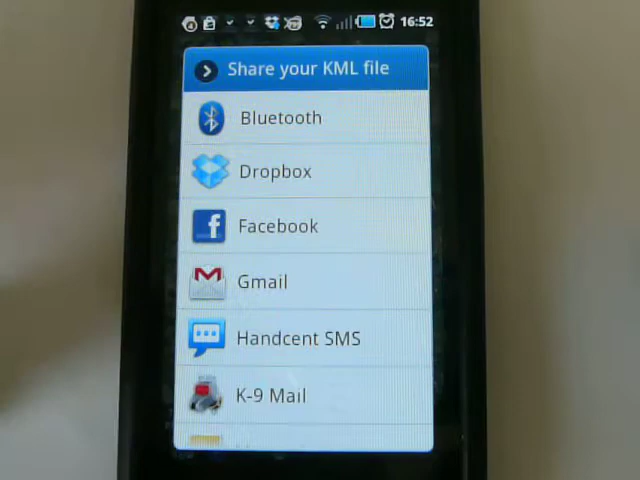 16:52
Share your KML file
Bluetooth
Dropbox
Facebook
Gmail
Handcent SMS
K-9 Mail